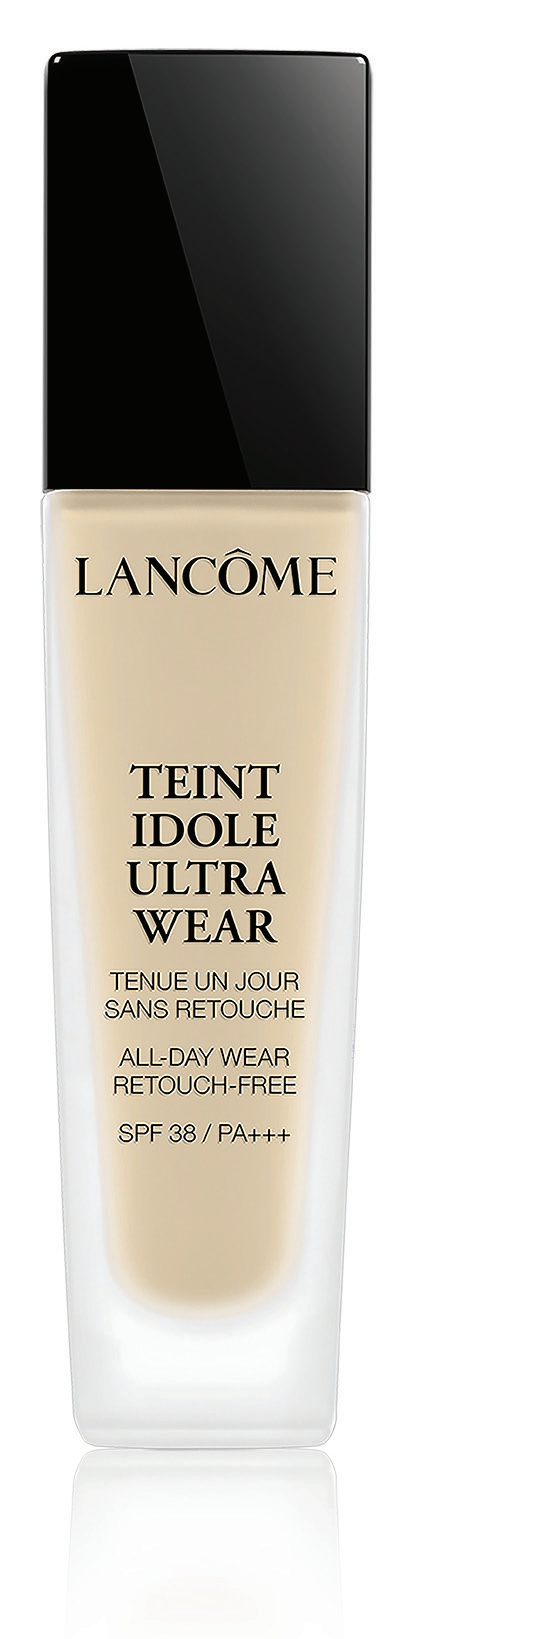 LANCÔME
TEINT
IDOLE
ULTRA
WEAR
TENUE UN JOUR
SANS RETOUCHE
ALL-DAY WEAR
RETOUCH-FREE
SPF 38 / PA+++